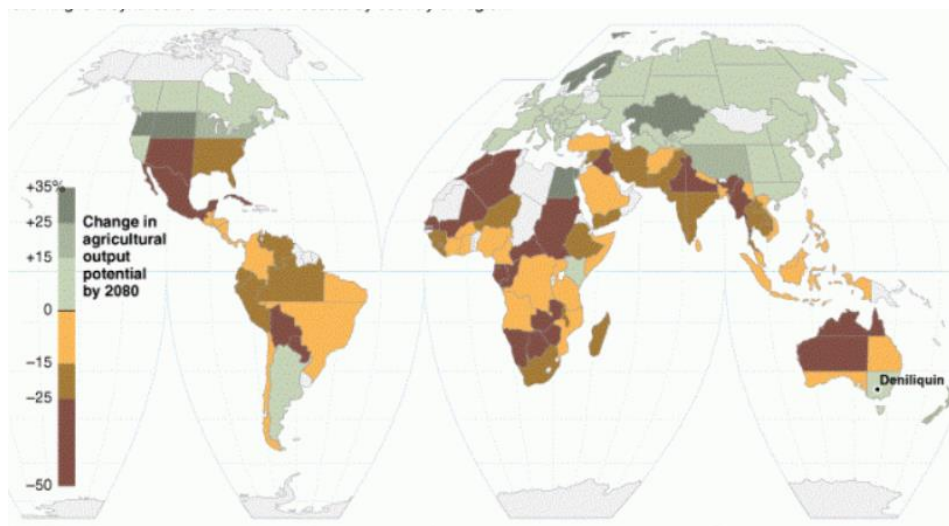 +35%
+25
+15
0
−15
−25
−50
Change in
agricultural
output
potential
by 2080
Deniliquin